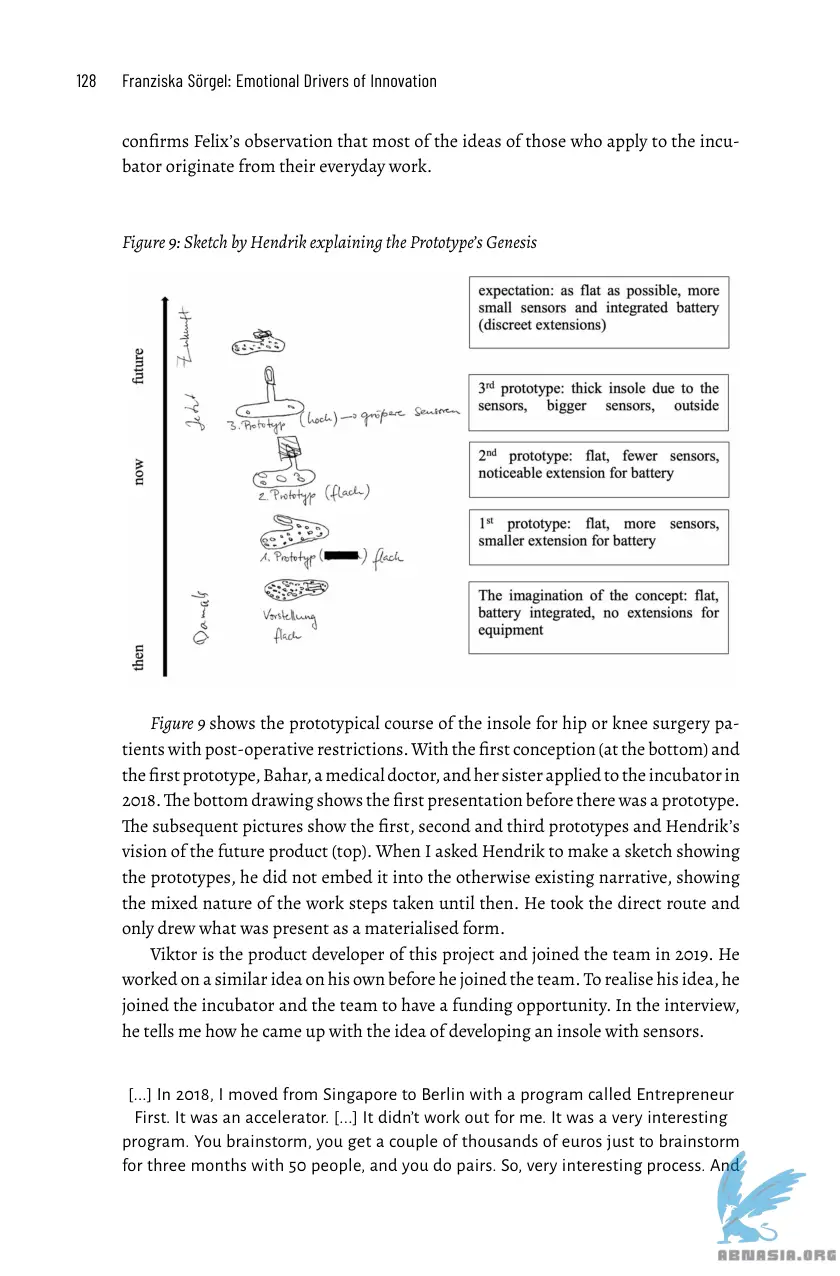 128 Franziska Sörgel: Emotional Drivers of Innovation
confirms Felix's observation that most of the ideas of those who apply to the incu-
bator originate from their everyday work.
Figure 9: Sketch by Hendrik explaining the Prototype's Genesis
future
now
then
Zukunft
Jetzt
Damals
3. Prototyp (hoch) → größere Sensoren
2. Prototyp (flach)
1. Prototyp ( ) flach
Vorstellung
flach
expectation: as flat as possible, more
small sensors and integrated battery
(discreet extensions)
3rd prototype: thick insole due to the
sensors, bigger sensors, outside
2nd prototype: flat, fewer sensors,
noticeable extension for battery
1st prototype: flat, more sensors,
smaller extension for battery
The imagination of the concept: flat,
battery integrated, no extensions for
equipment
Figure 9 shows the prototypical course of the insole for hip or knee surgery pa-
tients with post-operative restrictions. With the first conception (at the bottom) and
the first prototype, Bahar, a medical doctor, and her sister applied to the incubator in
2018. The bottom drawing shows the first presentation before there was a prototype.
The subsequent pictures show the first, second and third prototypes and Hendrik's
vision of the future product (top). When I asked Hendrik to make a sketch showing
the prototypes, he did not embed it into the otherwise existing narrative, showing
the mixed nature of the work steps taken until then. He took the direct route and
only drew what was present as a materialised form.
Viktor is the product developer of this project and joined the team in 2019. He
worked on a similar idea on his own before he joined the team. To realise his idea, he
joined the incubator and the team to have a funding opportunity. In the interview,
he tells me how he came up with the idea of developing an insole with sensors.
[...] In 2018, I moved from Singapore to Berlin with a program called Entrepreneur
First. It was an accelerator. [...] It didn't work out for me. It was a very interesting
program. You brainstorm, you get a couple of thousands of euros just to brainstorm
for three months with 50 people, and you do pairs. So, very interesting process. And
ABNASIA.ORG